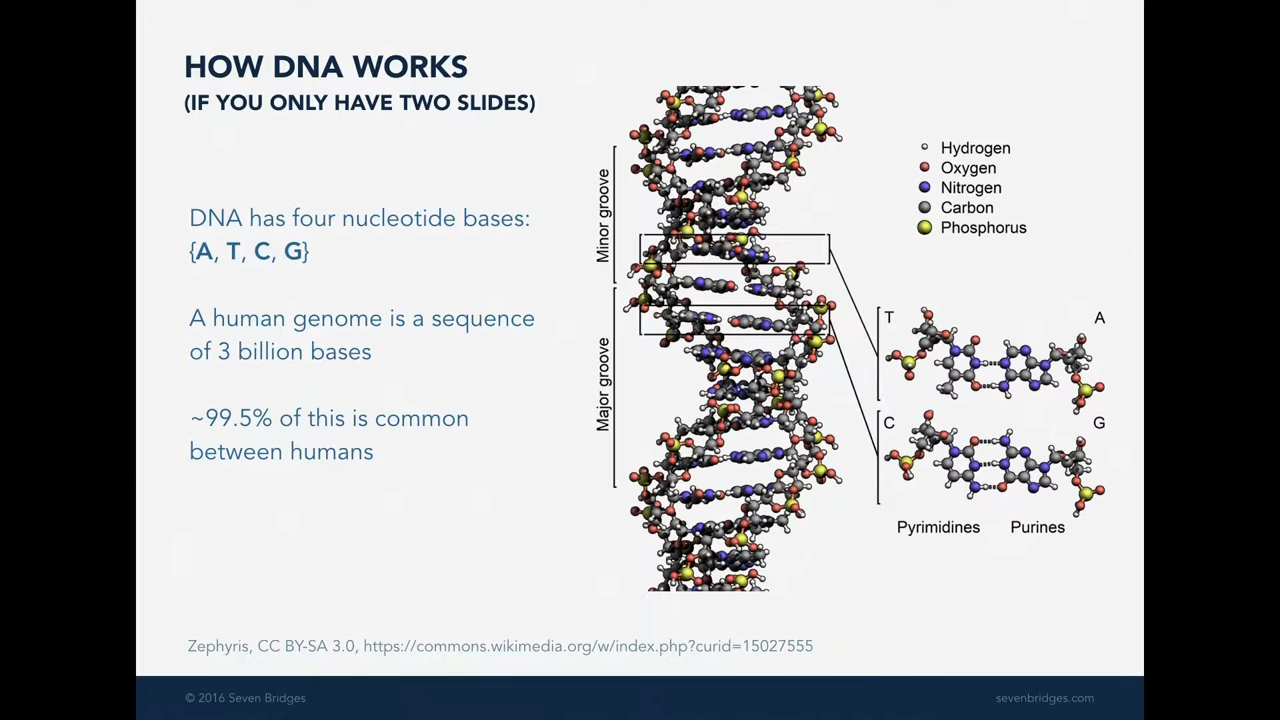 HOW DNA WORKS
(IF YOU ONLY HAVE TWO SLIDES)
DNA has four nucleotide bases:
{A, T, C, G}
A human genome is a sequence
of 3 billion bases
~99.5% of this is common
between humans
Minor groove
Major groove
Hydrogen
Oxygen
Nitrogen
Carbon
Phosphorus
T A
C G
Pyrimidines Purines
Zephyris, CC BY-SA 3.0, https://commons.wikimedia.org/w/index.php?curid=15027555
© 2016 Seven Bridges
sevenbridges.com